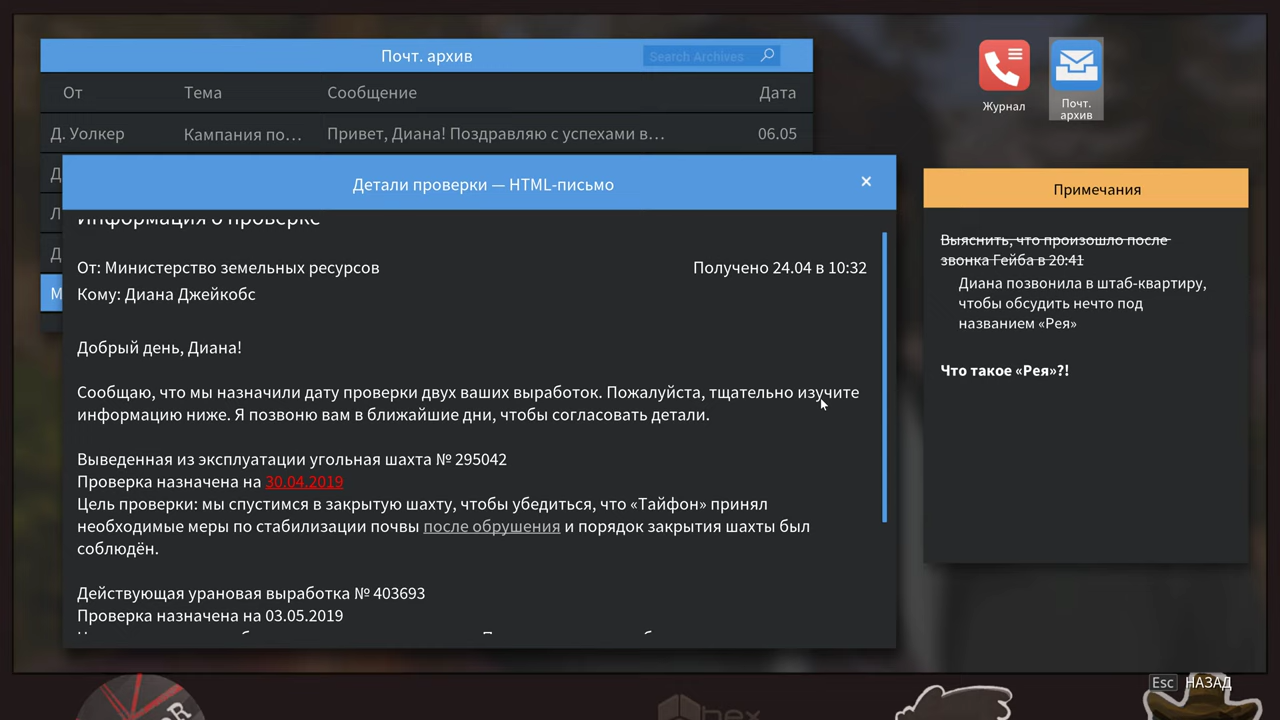 Почт. архив
Search Archives
От
Тема
Сообщение
Дата
Д. Уолкер
Кампания по…
Привет, Диана! Поздравляю с успехами в…
06.05
Д
Л
Д
М
Детали проверки — HTML-письмо
×
Информация о проверке
От: Министерство земельных ресурсов
Получено 24.04 в 10:32
Кому: Диана Джейкобс
Добрый день, Диана!
Сообщаю, что мы назначили дату проверки двух ваших выработок. Пожалуйста, тщательно изучите
информацию ниже. Я позвоню вам в ближайшие дни, чтобы согласовать детали.
Выведенная из эксплуатации угольная шахта № 295042
Проверка назначена на 30.04.2019
Цель проверки: мы спустимся в закрытую шахту, чтобы убедиться, что «Тайфон» принял
необходимые меры по стабилизации почвы после обрушения и порядок закрытия шахты был
соблюдён.
Действующая урановая выработка № 403693
Проверка назначена на 03.05.2019
Журнал
Почт.
архив
Примечания
Выяснить, что произошло после
звонка Гейба в 20:41
Диана позвонила в штаб-квартиру,
чтобы обсудить нечто под
названием «Рея»
Что такое «Рея»?!
Esc НАЗАД
hex